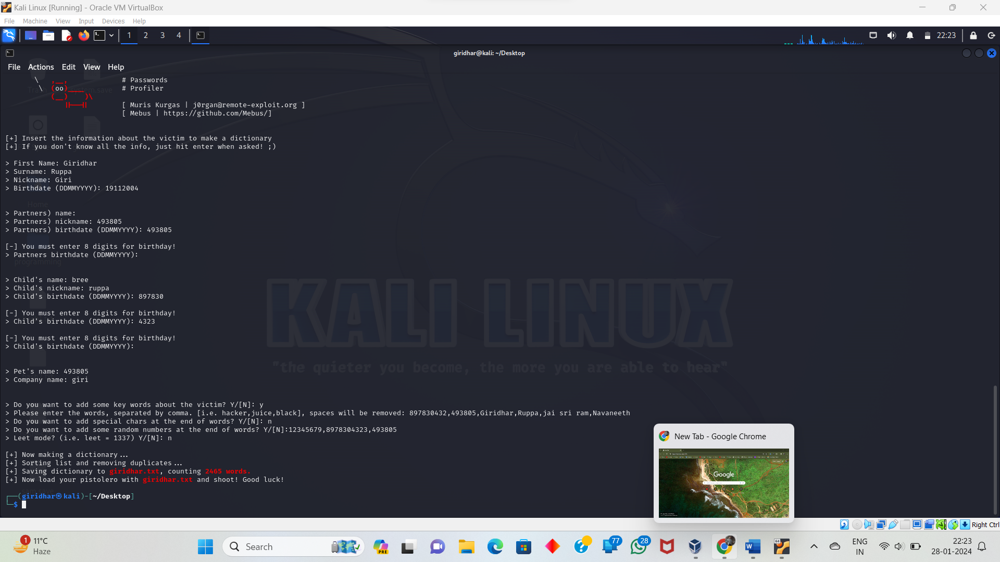 Kali Linux [Running] - Oracle VM VirtualBox
File Machine View Input Devices Help
1 2 3 4 22:23
giridhar@kali: ~/Desktop
File Actions Edit View Help
# Passwords
(oo) # Profiler
[ Muris Kurgas | j0rgan@remote-exploit.org ]
[ Mebus | https://github.com/Mebus/]
[+] Insert the information about the victim to make a dictionary
[+] If you don't know all the info, just hit enter when asked! ;)
> First Name: Giridhar
> Surname: Ruppa
> Nickname: Giri
> Birthdate (DDMMYYYY): 19112004
Home
> Partners) name:
> Partners) nickname: 493805
> Partners) birthdate (DDMMYYYY): 493805
[-] You must enter 8 digits for birthday!
> Partners birthdate (DDMMYYYY):
programming
> Child's name: bree
> Child's nickname: ruppa
> Child's birthdate (DDMMYYYY): 897830
[-] You must enter 8 digits for birthday!
> Child's birthdate (DDMMYYYY): 4323
[-] You must enter 8 digits for birthday!
> Child's birthdate (DDMMYYYY):
KALI LINUX
"the quieter you become, the more you are able to hear"
> Pet's name: 493805
> Company name: giri
> Do you want to add some key words about the victim? Y/[N]: y
> Please enter the words, separated by comma. [i.e. hacker,juice,black], spaces will be removed: 897830432,493805,Giridhar,Ruppa,jai sri ram,Navaneeth
> Do you want to add special chars at the end of words? Y/[N]: n
> Do you want to add some random numbers at the end of words? Y/[N]:12345679,8978304323,493805
> Leet mode? (i.e. leet = 1337) Y/[N]: n
[+] Now making a dictionary...
[+] Sorting list and removing duplicates...
[+] Saving dictionary to giridhar.txt, counting 2465 words.
[+] Now load your pistolero with giridhar.txt and shoot! Good luck!
(giridhar㉿kali)-[~/Desktop]
$
New Tab - Google Chrome
Google
Right Ctrl
1 11°C
Haze
Search
PRE
77
28
W
64
ENG
IN
22:23
28-01-2024